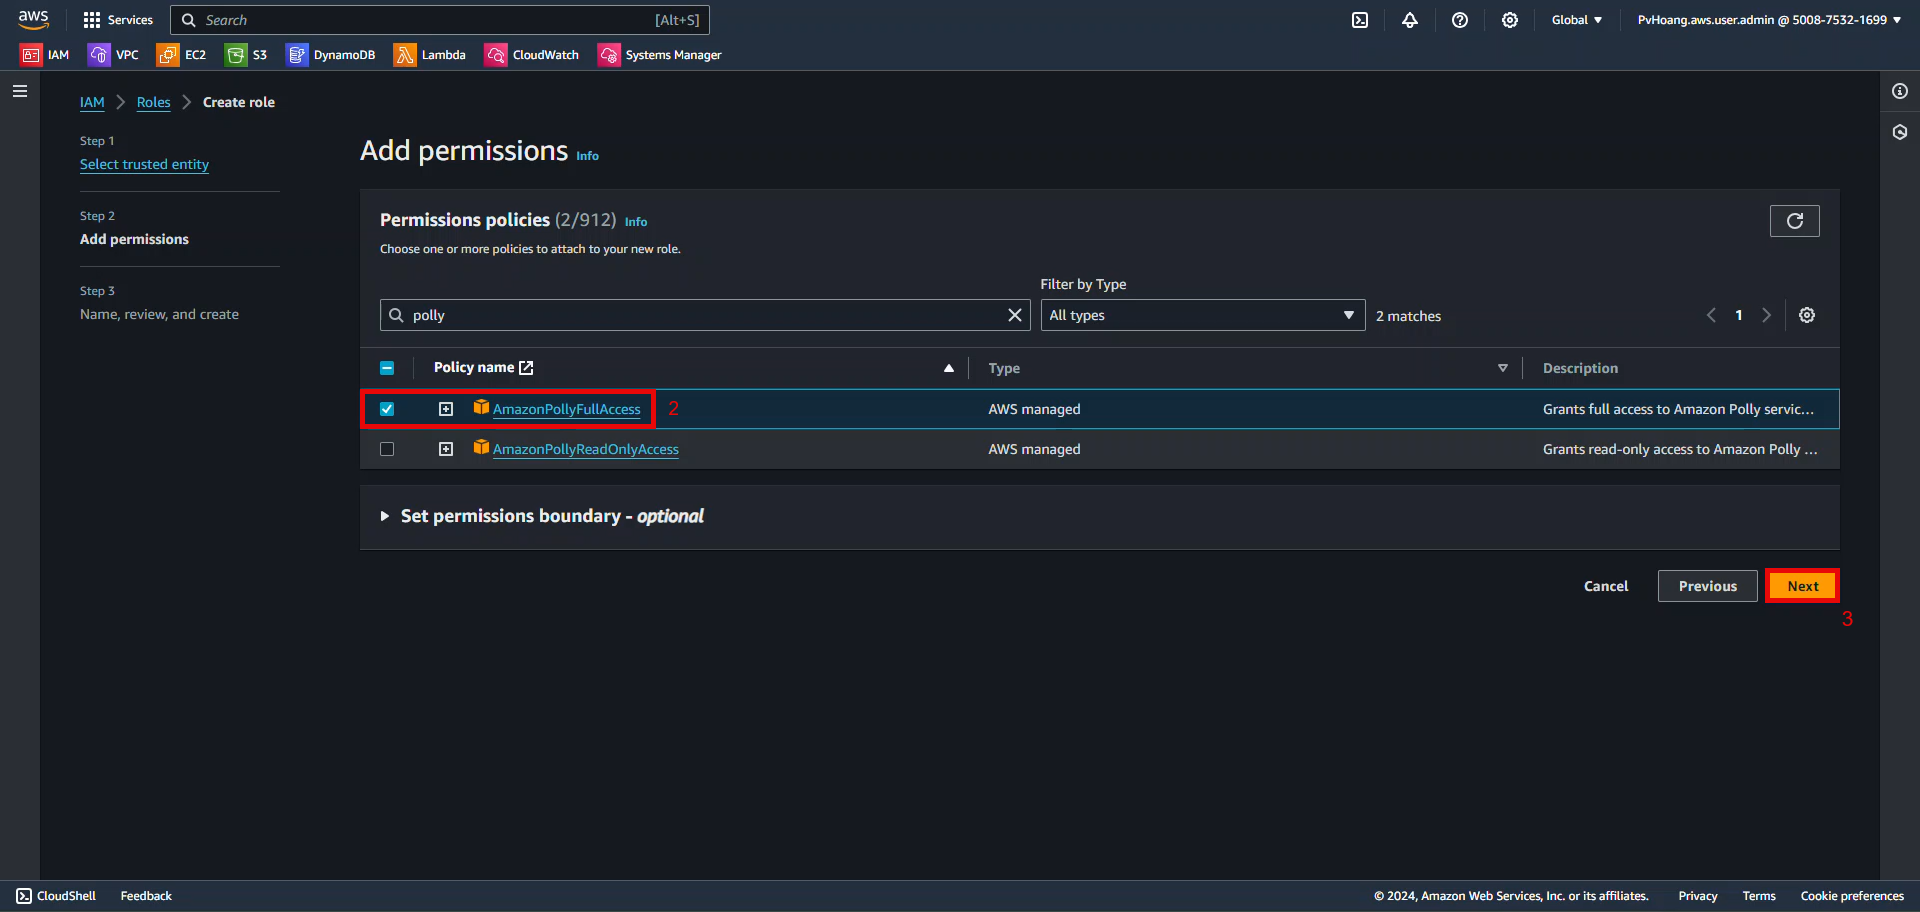 aws
Services
Search [Alt+S]
Global
PvHoang.aws.user.admin @ 5008-7532-1699
IAM
VPC
EC2
S3
DynamoDB
Lambda
CloudWatch
Systems Manager
IAM > Roles > Create role
Step 1
Select trusted entity
Step 2
Add permissions
Step 3
Name, review, and create
Add permissions Info
Permissions policies (2/912) Info
Choose one or more policies to attach to your new role.
Filter by Type
polly
All types
2 matches
1
Policy name
Type
Description
AmazonPollyFullAccess 2 AWS managed Grants full access to Amazon Polly servic...
AmazonPollyReadOnlyAccess AWS managed Grants read-only access to Amazon Polly ...
Set permissions boundary - optional
Cancel
Previous
Next
3
CloudShell
Feedback
© 2024, Amazon Web Services, Inc. or its affiliates.
Privacy
Terms
Cookie preferences